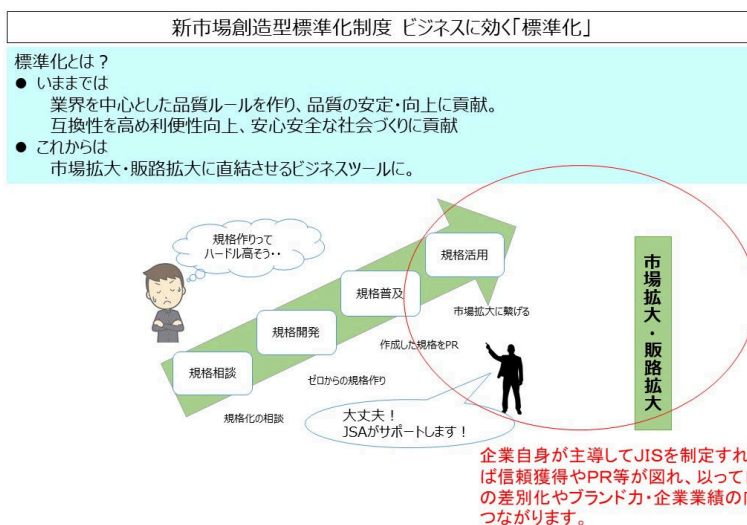 新市場創造型標準化制度 ビジネスに効く「標準化」
標準化とは？
● いままでは
業界を中心とした品質ルールを作り、品質の安定・向上に貢献。
互換性を高め利便性向上、安心安全な社会づくりに貢献
● これからは
市場拡大・販路拡大に直結させるビジネスツールに。
規格作りって
ハードル高そう・・
規格活用
規格普及
規格開発
規格相談
市場拡大に繋げる
作成した規格をPR
ゼロからの規格作り
規格化の相談
大丈夫！
JSAがサポートします！
市場拡大・販路拡大
企業自身が主導してJISを制定すれ
ば信頼獲得やPR等が図れ、以って
の差別化やブランド力・企業業績の
つながります。